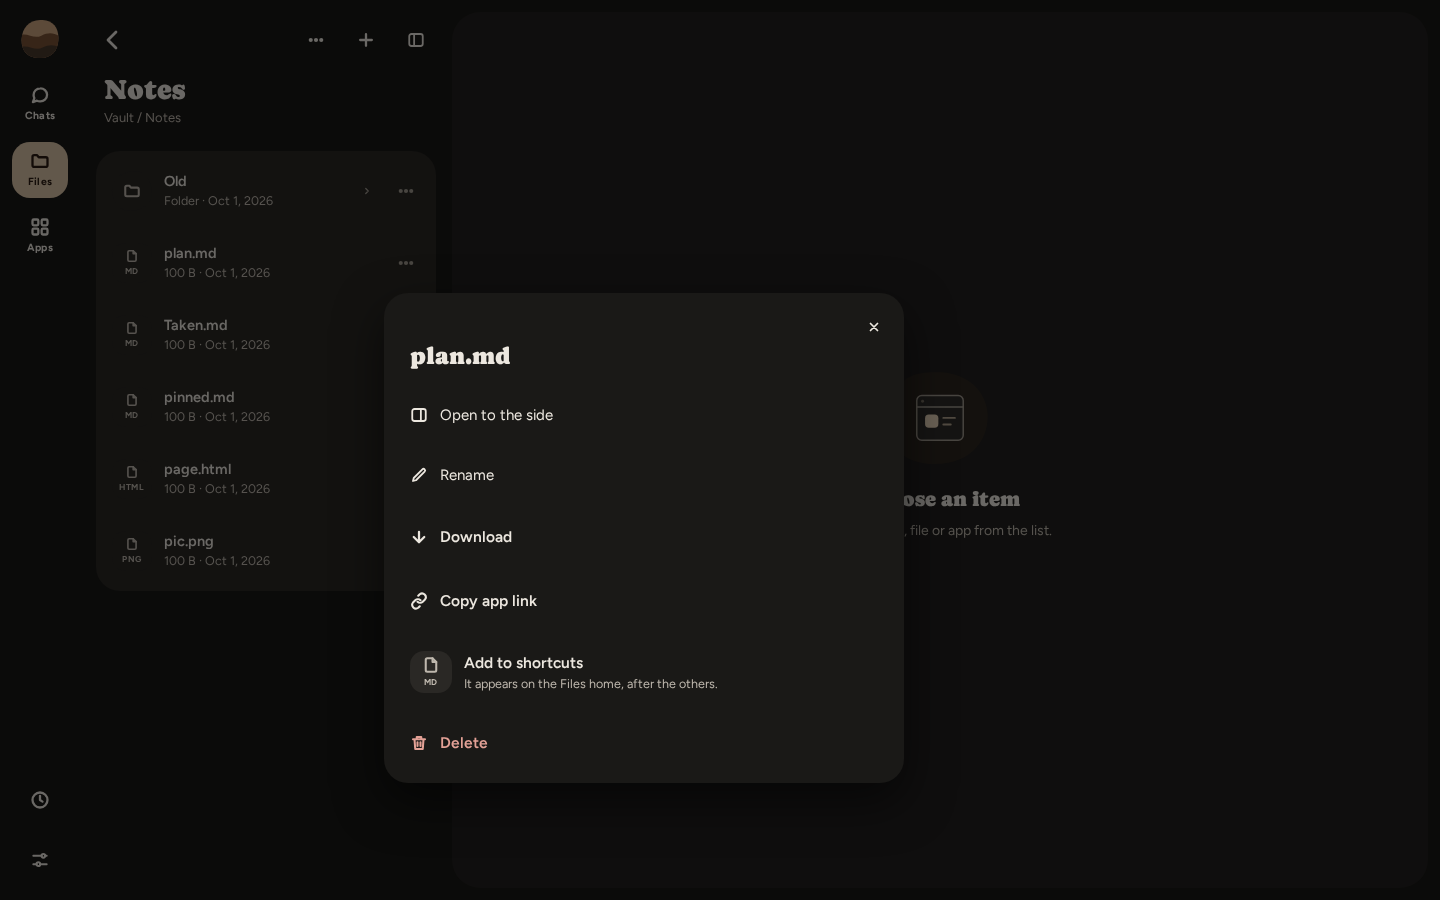 Notes
Vault / Notes
Chats
Files
Apps
Old
Folder · Oct 1, 2026
plan.md
MD
100 B · Oct 1, 2026
Taken.md
MD
100 B · Oct 1, 2026
pinned.md
MD
100 B · Oct 1, 2026
page.html
HTML
100 B · Oct 1, 2026
pic.png
PNG
100 B · Oct 1, 2026
plan.md
Open to the side
Rename
Download
Copy app link
Add to shortcuts
MD
It appears on the Files home, after the others.
Delete
an item
, file or app from the list.